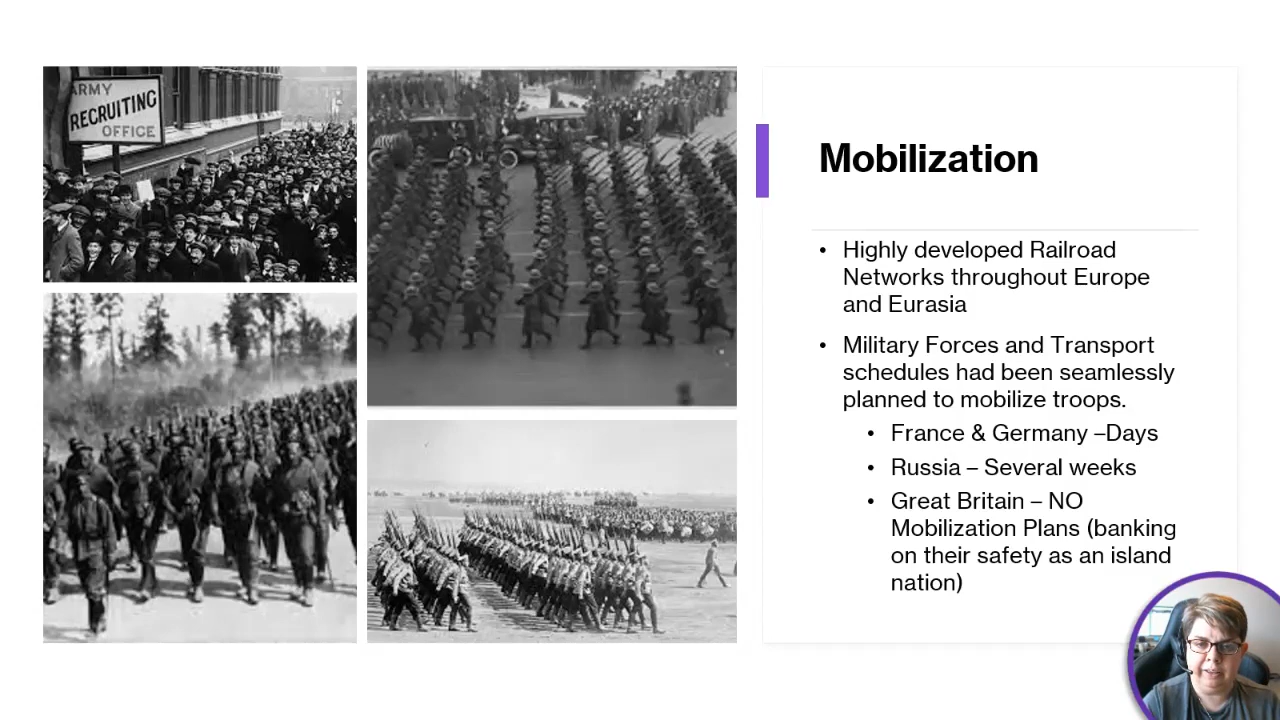 ARMY
RECRUITING
OFFICE
Mobilization
• Highly developed Railroad
Networks throughout Europe
and Eurasia
• Military Forces and Transport
schedules had been seamlessly
planned to mobilize troops.
• France & Germany –Days
• Russia – Several weeks
• Great Britain – NO
Mobilization Plans (banking
on their safety as an island
nation)